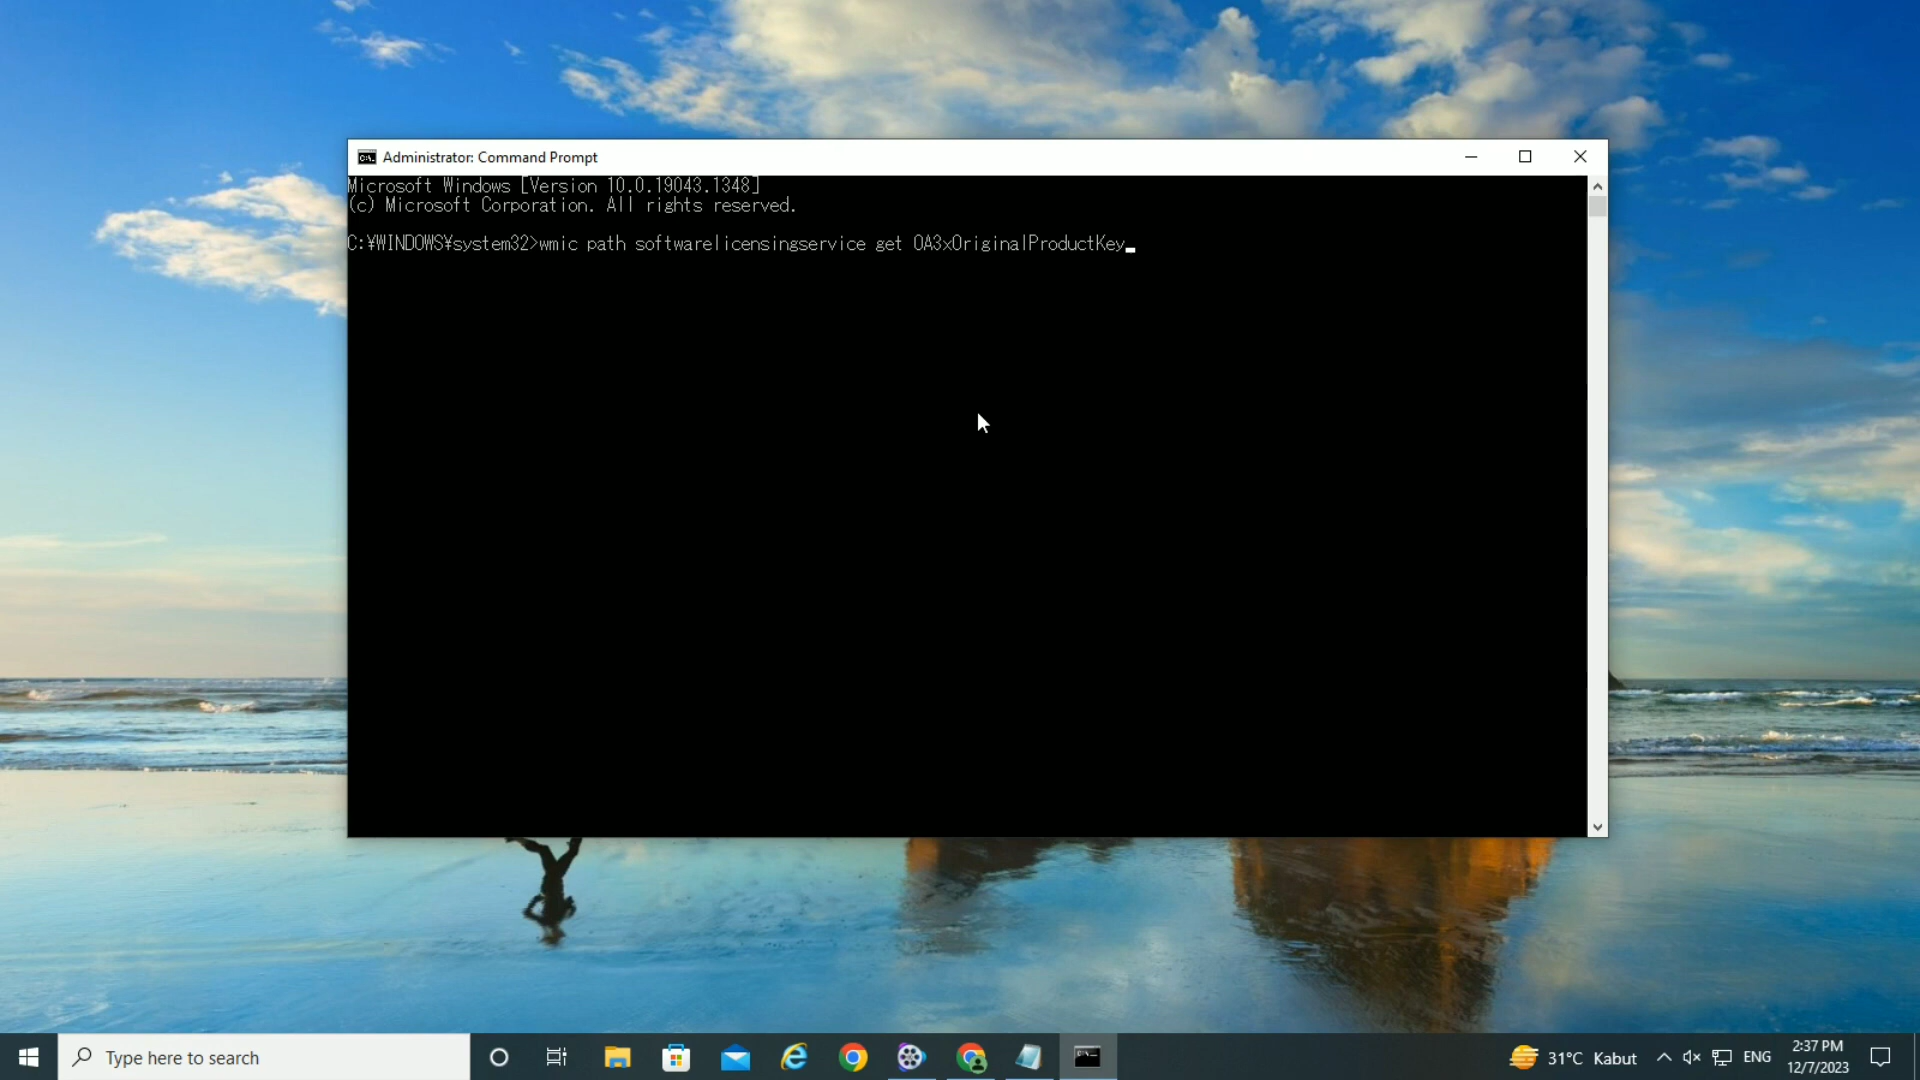 Administrator: Command Prompt
Microsoft Windows [Version 10.0.19043.1348]
(c) Microsoft Corporation. All rights reserved.
C:¥WINDOWS¥system32>wmic path softwarelicensingservice get OA3xOriginalProductKey
Type here to search
31°C Kabut
ENG
2:37 PM
12/7/2023